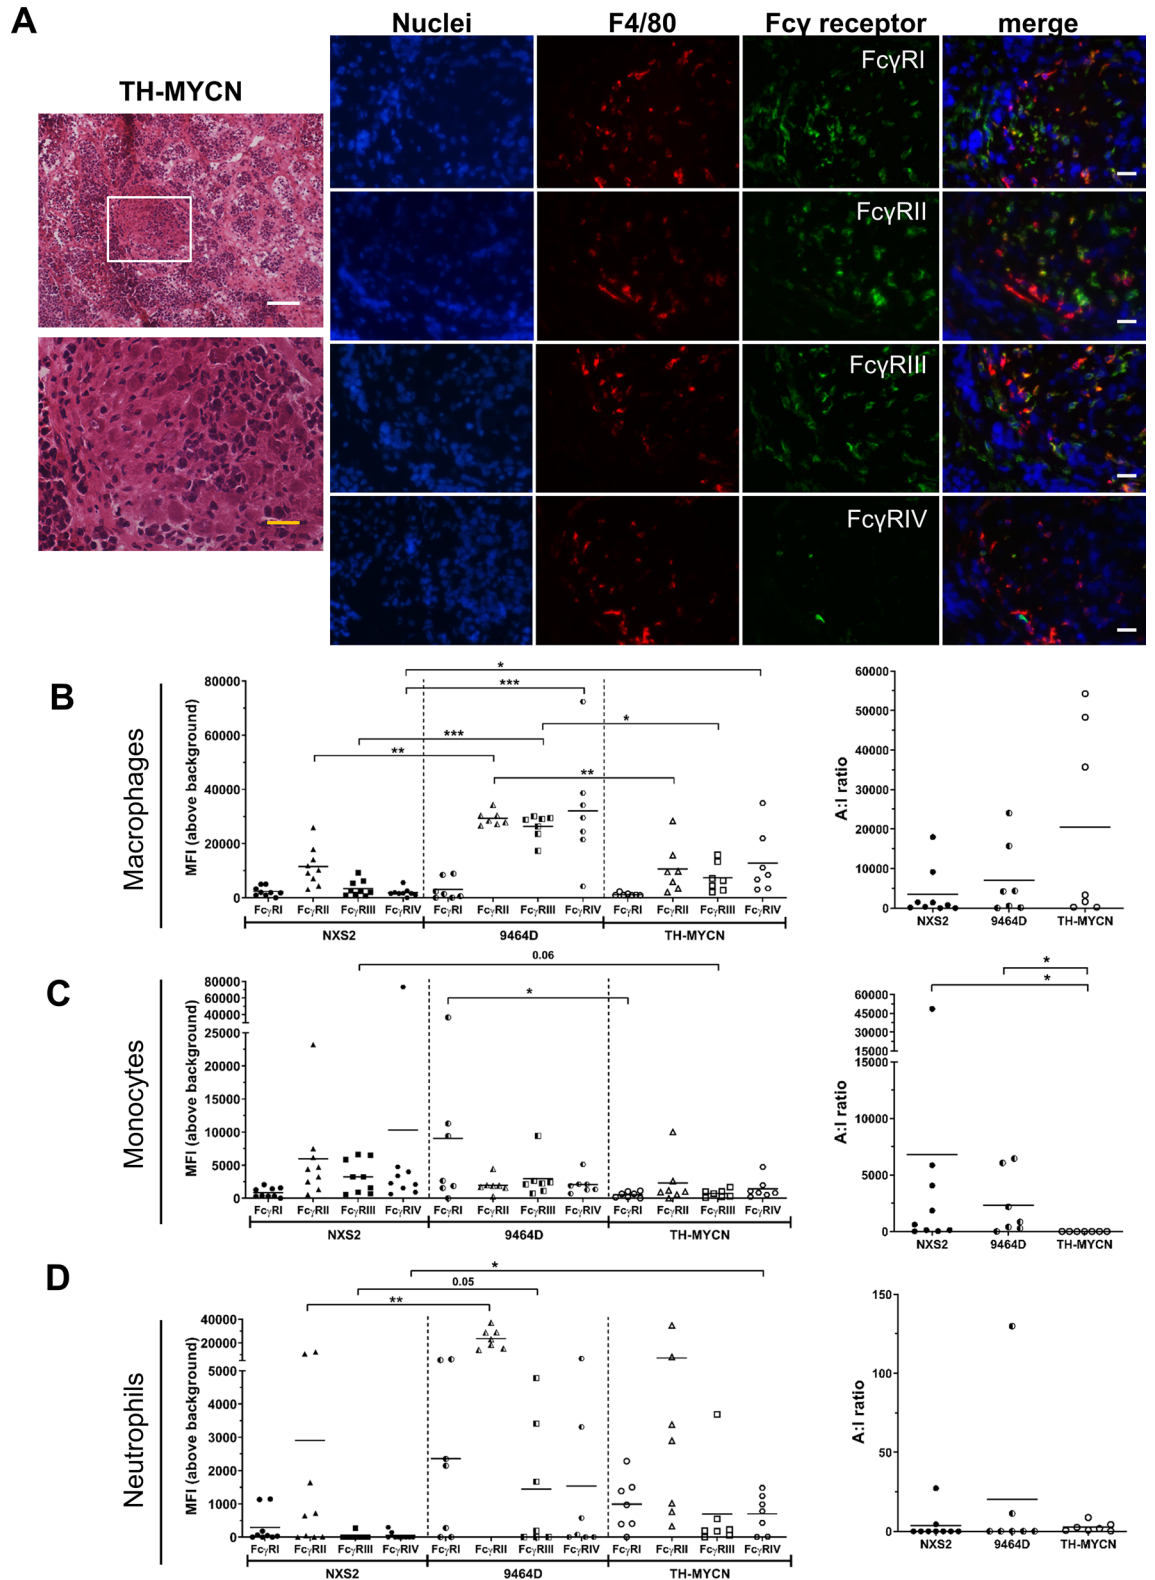 A
Nuclei F4/80 Fcγ receptor merge
TH-MYCN
FcγRI
FcγRII
FcγRIII
FcγRIV
B
Macrophages
MFI (above background)
80000
60000
40000
20000
0
*
***
*
***
**
**
FcγRI FcγRII FcγRIII FcγRIV FcγRI FcγRII FcγRIII FcγRIV FcγRI FcγRII FcγRIII FcγRIV
NXS2 9464D TH-MYCN
A:I ratio
60000
50000
40000
30000
20000
10000
0
NXS2 9464D TH-MYCN
C
Monocytes
MFI (above background)
80000
60000
40000
25000
20000
15000
10000
5000
0
0.06
*
FcγRI FcγRII FcγRIII FcγRIV FcγRI FcγRII FcγRIII FcγRIV FcγRI FcγRII FcγRIII FcγRIV
NXS2 9464D TH-MYCN
A:I ratio
60000
45000
30000
15000
15000
10000
5000
0
*
*
NXS2 9464D TH-MYCN
D
Neutrophils
MFI (above background)
40000
20000
5000
4000
3000
2000
1000
0
*
0.05
**
FcγRI FcγRII FcγRIII FcγRIV FcγRI FcγRII FcγRIII FcγRIV FcγRI FcγRII FcγRIII FcγRIV
NXS2 9464D TH-MYCN
A:I ratio
150
100
50
0
NXS2 9464D TH-MYCN